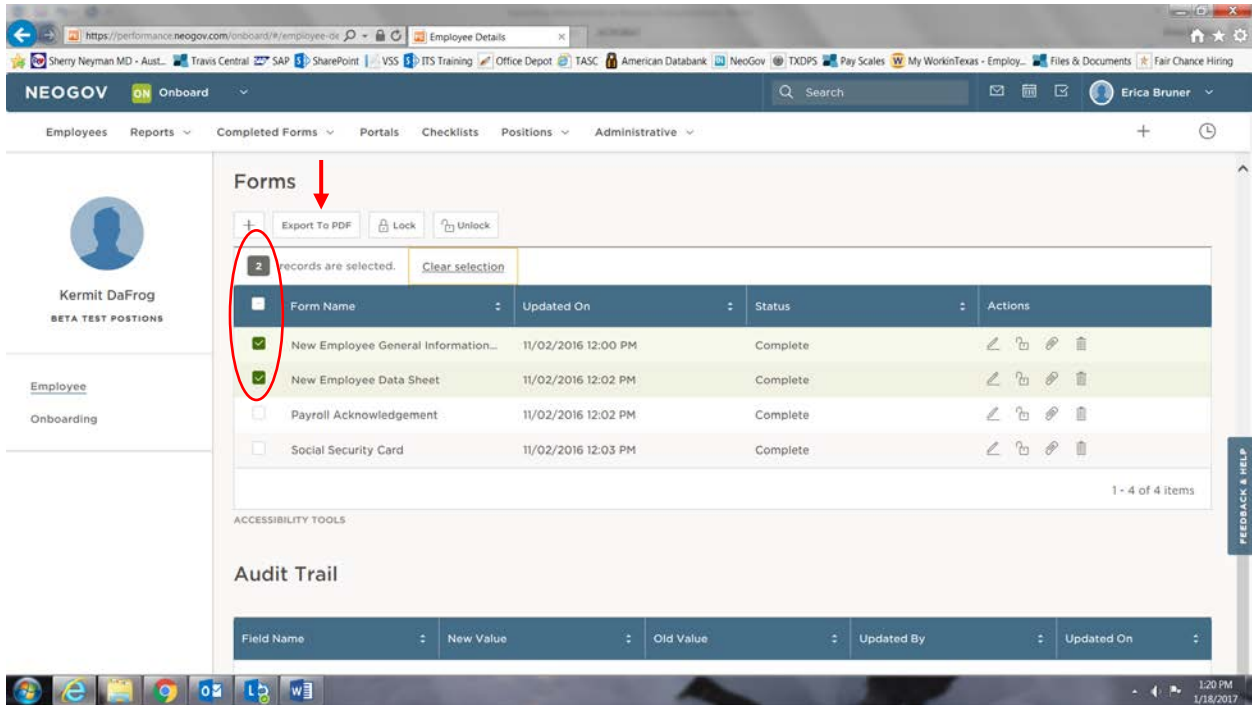 https://performance.neogov.com/onboard/#/employee-de
Employee Details
Sherry Neyman MD - Aust... Travis Central SAP SharePoint VSS ITS Training Office Depot TASC American Databank NeoGov TXDPS Pay Scales My WorkinTexas - Employ... Files & Documents Fair Chance Hiring
NEOGOV ON Onboard Search Erica Bruner
Employees Reports Completed Forms Portals Checklists Positions Administrative
Forms
Export To PDF Lock Unlock
2 records are selected. Clear selection
Kermit DaFrog
BETA TEST POSTIONS
Employee
Onboarding
Form Name Updated On Status Actions
New Employee General Information... 11/02/2016 12:00 PM Complete
New Employee Data Sheet 11/02/2016 12:02 PM Complete
Payroll Acknowledgement 11/02/2016 12:02 PM Complete
Social Security Card 11/02/2016 12:03 PM Complete
1 - 4 of 4 items
FEEDBACK & HELP
ACCESSIBILITY TOOLS
Audit Trail
Field Name New Value Old Value Updated By Updated On
1:20 PM
1/18/2017